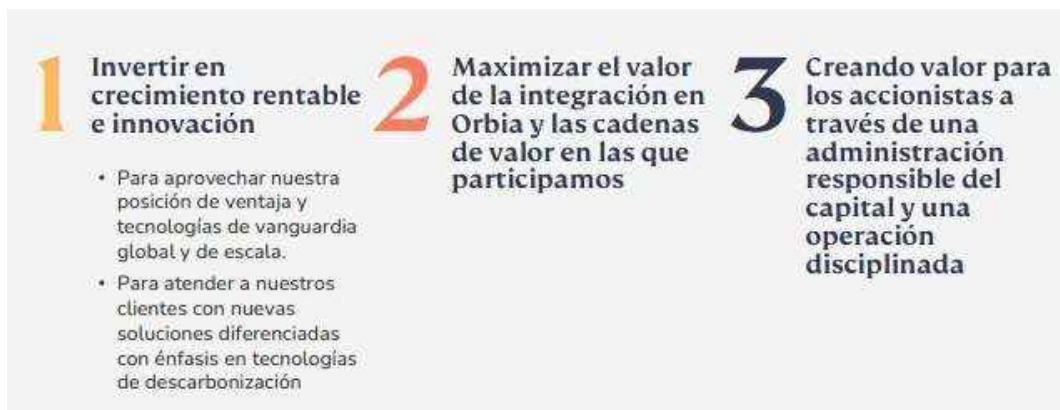 1
Invertir en
crecimiento rentable
e innovación
• Para aprovechar nuestra
posición de ventaja y
tecnologías de vanguardia
global y de escala.
• Para atender a nuestros
clientes con nuevas
soluciones diferenciadas
con énfasis en tecnologías
de descarbonización
2
Maximizar el valor
de la integración en
Orbia y las cadenas
de valor en las que
participamos
3
Creando valor para
los accionistas a
través de una
administración
responsible del
capital y una
operación
disciplinada